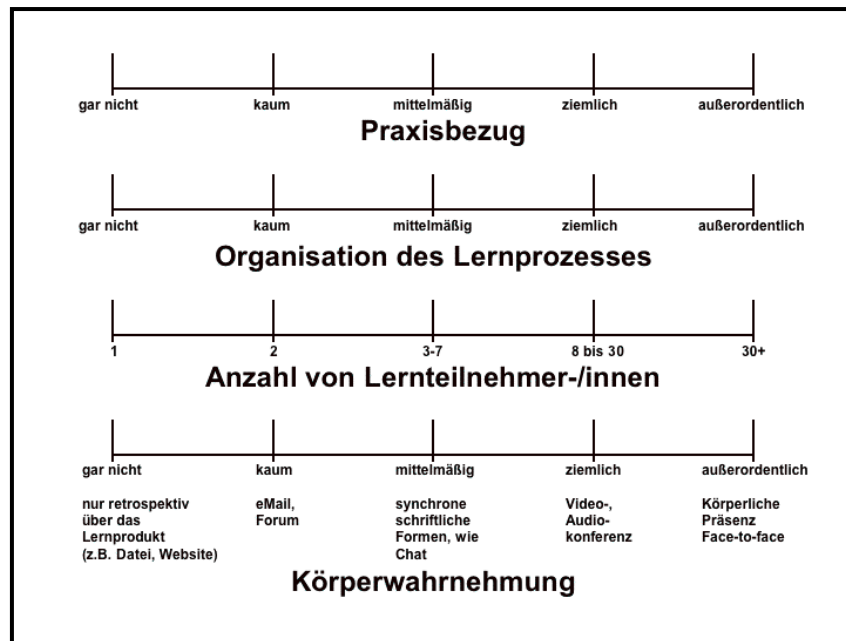 gar nicht kaum mittelmäßig ziemlich außerordentlich
Praxisbezug
gar nicht kaum mittelmäßig ziemlich außerordentlich
Organisation des Lernprozesses
1 2 3-7 8 bis 30 30+
Anzahl von Lernteilnehmer-/innen
gar nicht kaum mittelmäßig ziemlich außerordentlich
nur retrospektiv
über das
Lernprodukt
(z.B. Datei, Website)
eMail,
Forum
synchrone
schriftliche
Formen, wie
Chat
Video-,
Audio-
konferenz
Körperliche
Präsenz
Face-to-face
Körperwahrnehmung